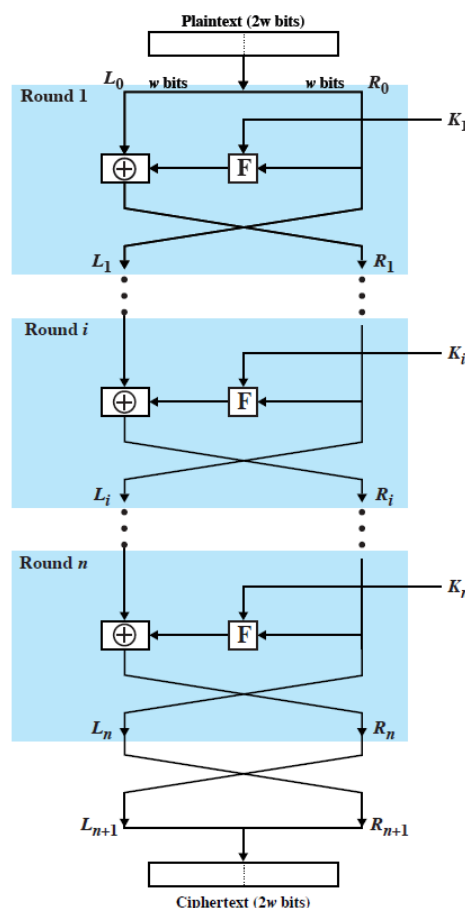 Plaintext (2w bits)
L0 w bits w bits R0
Round 1
K1
⊕ F
L1 R1
Round i
Ki
⊕ F
Li Ri
Round n
Kn
⊕ F
Ln Rn
Ln+1 Rn+1
Ciphertext (2w bits)